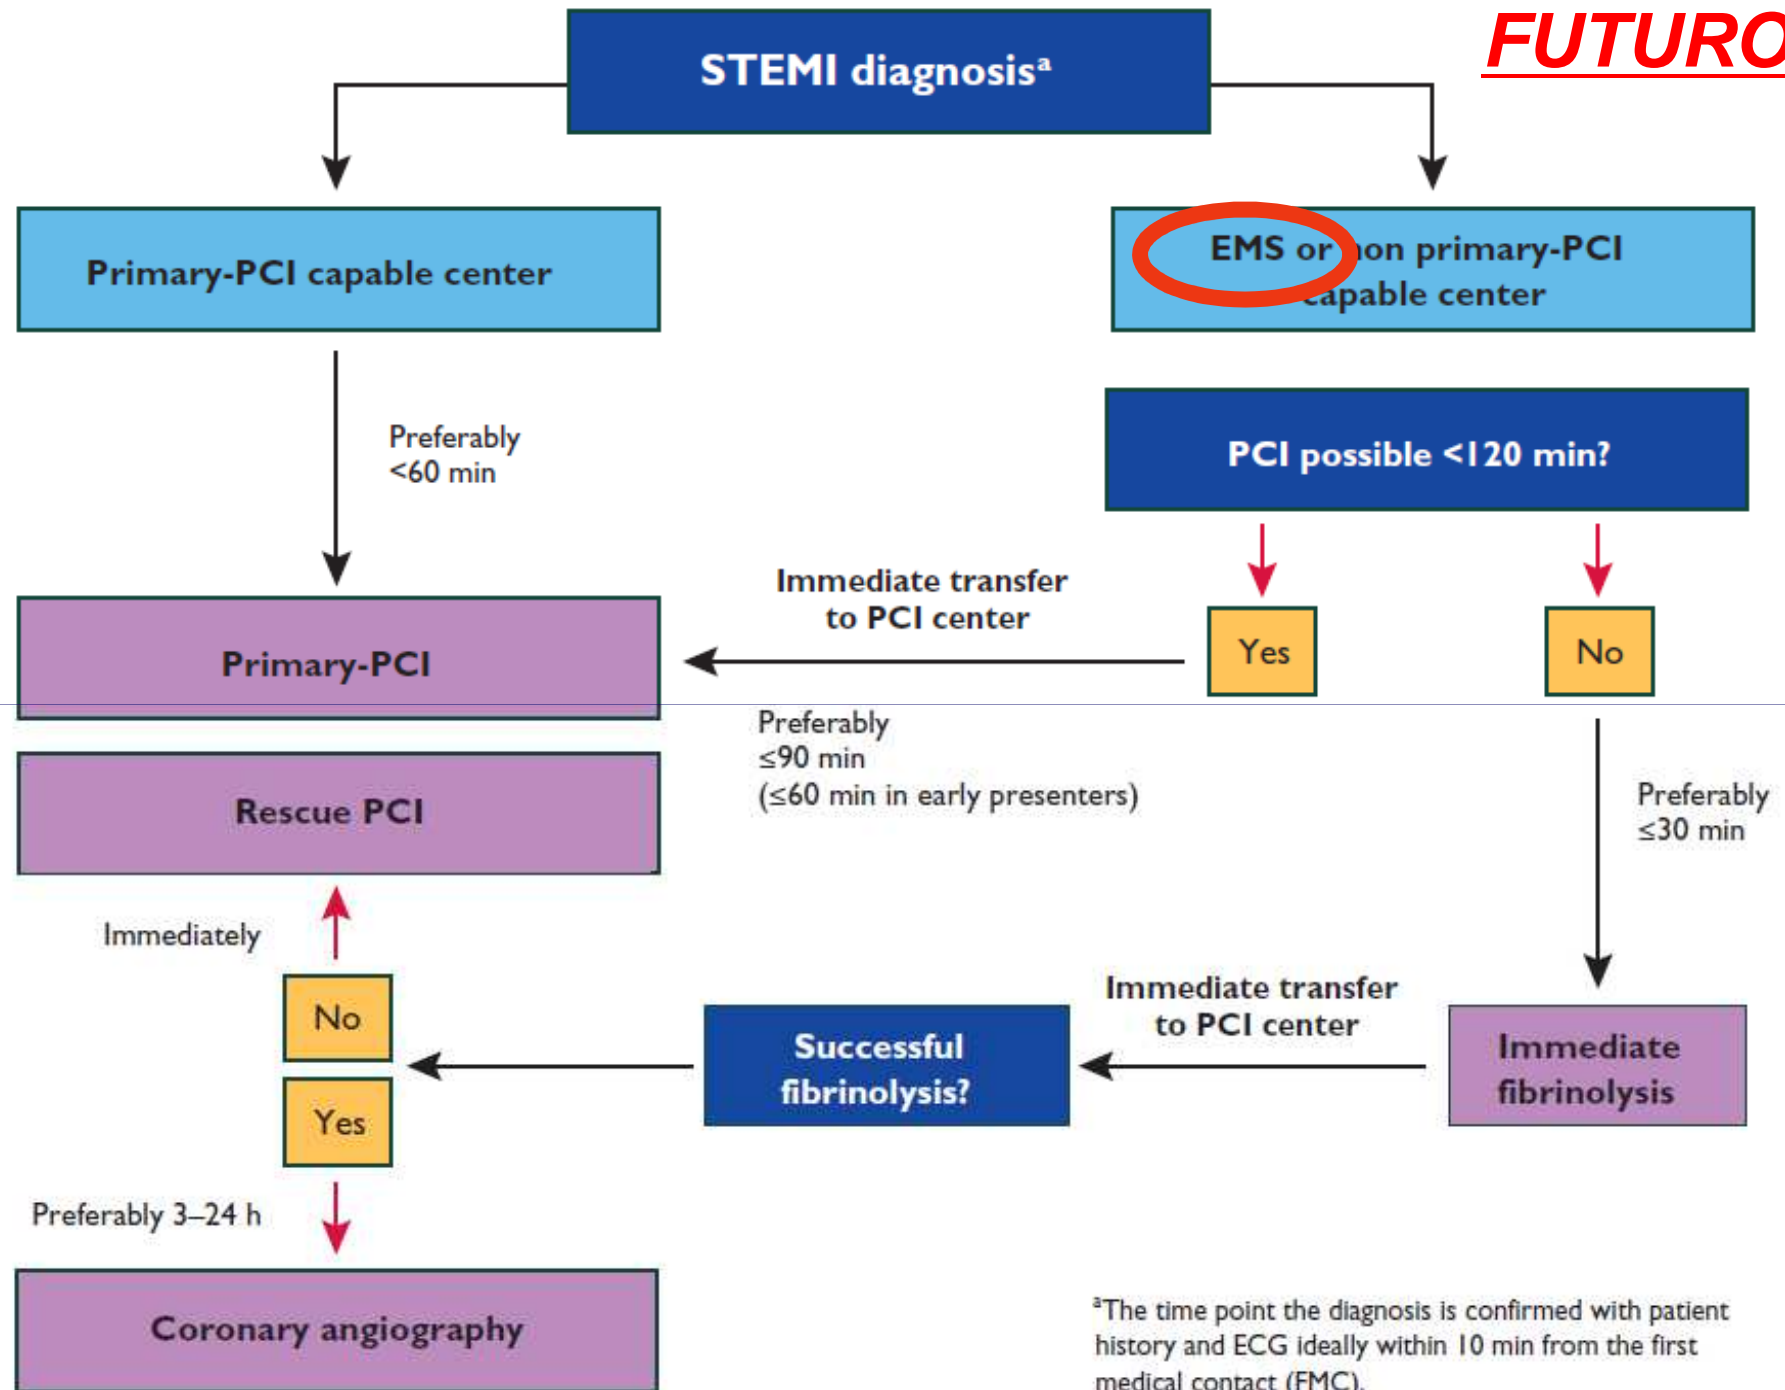 FUTURO
STEMI diagnosisᵃ
Primary-PCI capable center
EMS or non primary-PCI
capable center
Preferably
<60 min
PCI possible <120 min?
Immediate transfer
to PCI center
Yes
No
Primary-PCI
Preferably
≤90 min
(≤60 min in early presenters)
Rescue PCI
Preferably
≤30 min
Immediately
No
Yes
Successful
fibrinolysis?
Immediate transfer
to PCI center
Immediate
fibrinolysis
Preferably 3–24 h
Coronary angiography
ᵃThe time point the diagnosis is confirmed with patient
history and ECG ideally within 10 min from the first
medical contact (FMC).